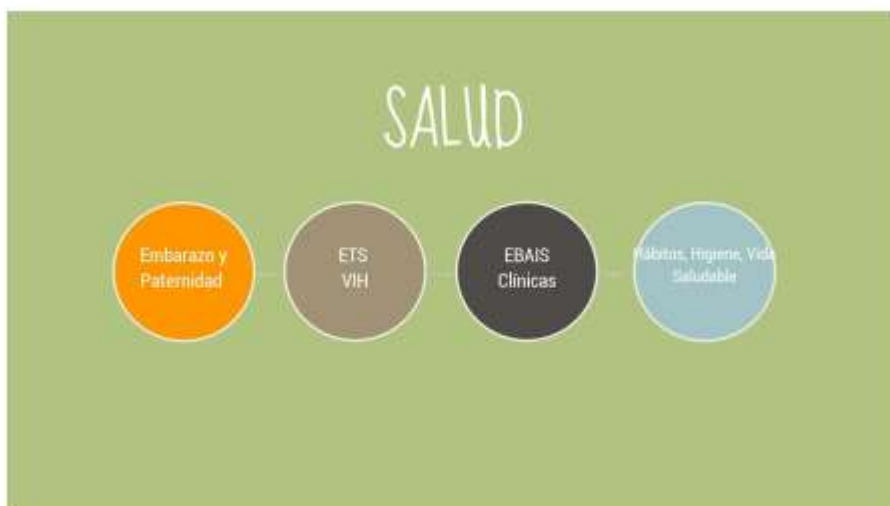 SALUD
Embarazo y
Paternidad
ETS
VIH
EBAIS
Clínicas
Hábitos, Higiene, Vida
Saludable